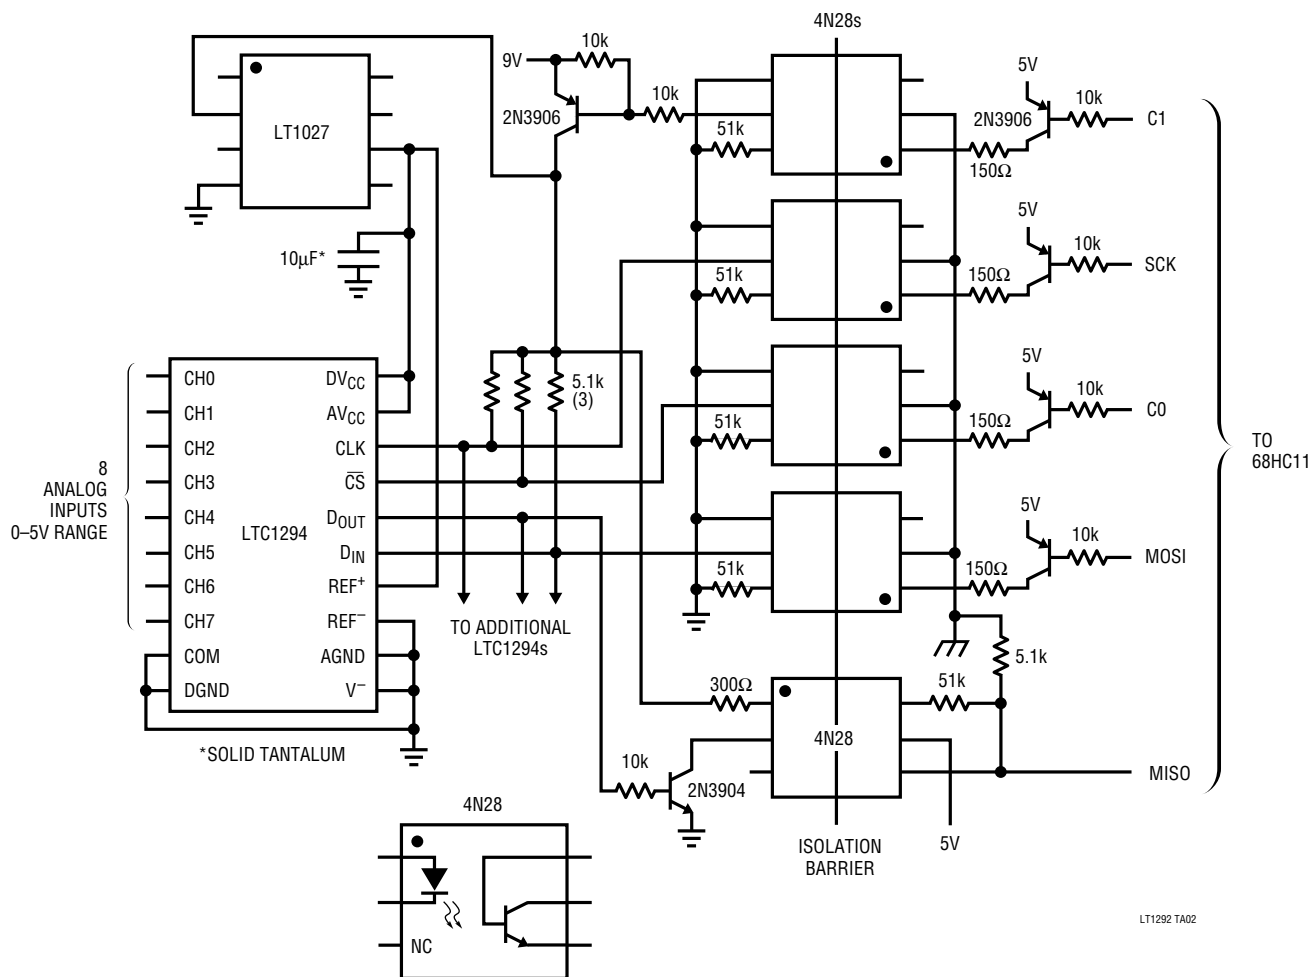 4N28s
9V
10k
10k
2N3906
LT1027
51k
5V
2N3906
10k
C1
150Ω
10µF*
51k
5V
10k
SCK
150Ω
5.1k
(3)
51k
5V
10k
C0
150Ω
8
ANALOG
INPUTS
0–5V RANGE
CH0
CH1
CH2
CH3
CH4
CH5
CH6
CH7
COM
DGND
LTC1294
DVCC
AVCC
CLK
C̅S̅
DOUT
DIN
REF+
REF–
AGND
V–
*SOLID TANTALUM
TO ADDITIONAL
LTC1294s
51k
5V
10k
MOSI
150Ω
TO
68HC11
5.1k
300Ω
51k
4N28
10k
2N3904
MISO
5V
ISOLATION
BARRIER
4N28
NC
LT1292 TA02